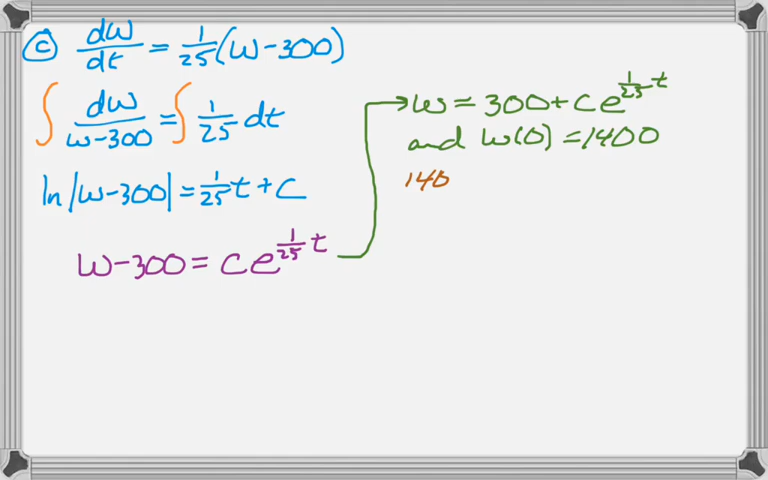 ⓒ dw/dt = 1/25(w-300)
∫ dw/(w-300) = ∫ 1/25 dt
ln|w-300| = 1/25 t + C
w-300 = ce^(1/25 t)
w = 300 + ce^(1/25 t)
and w(0) = 1400
140